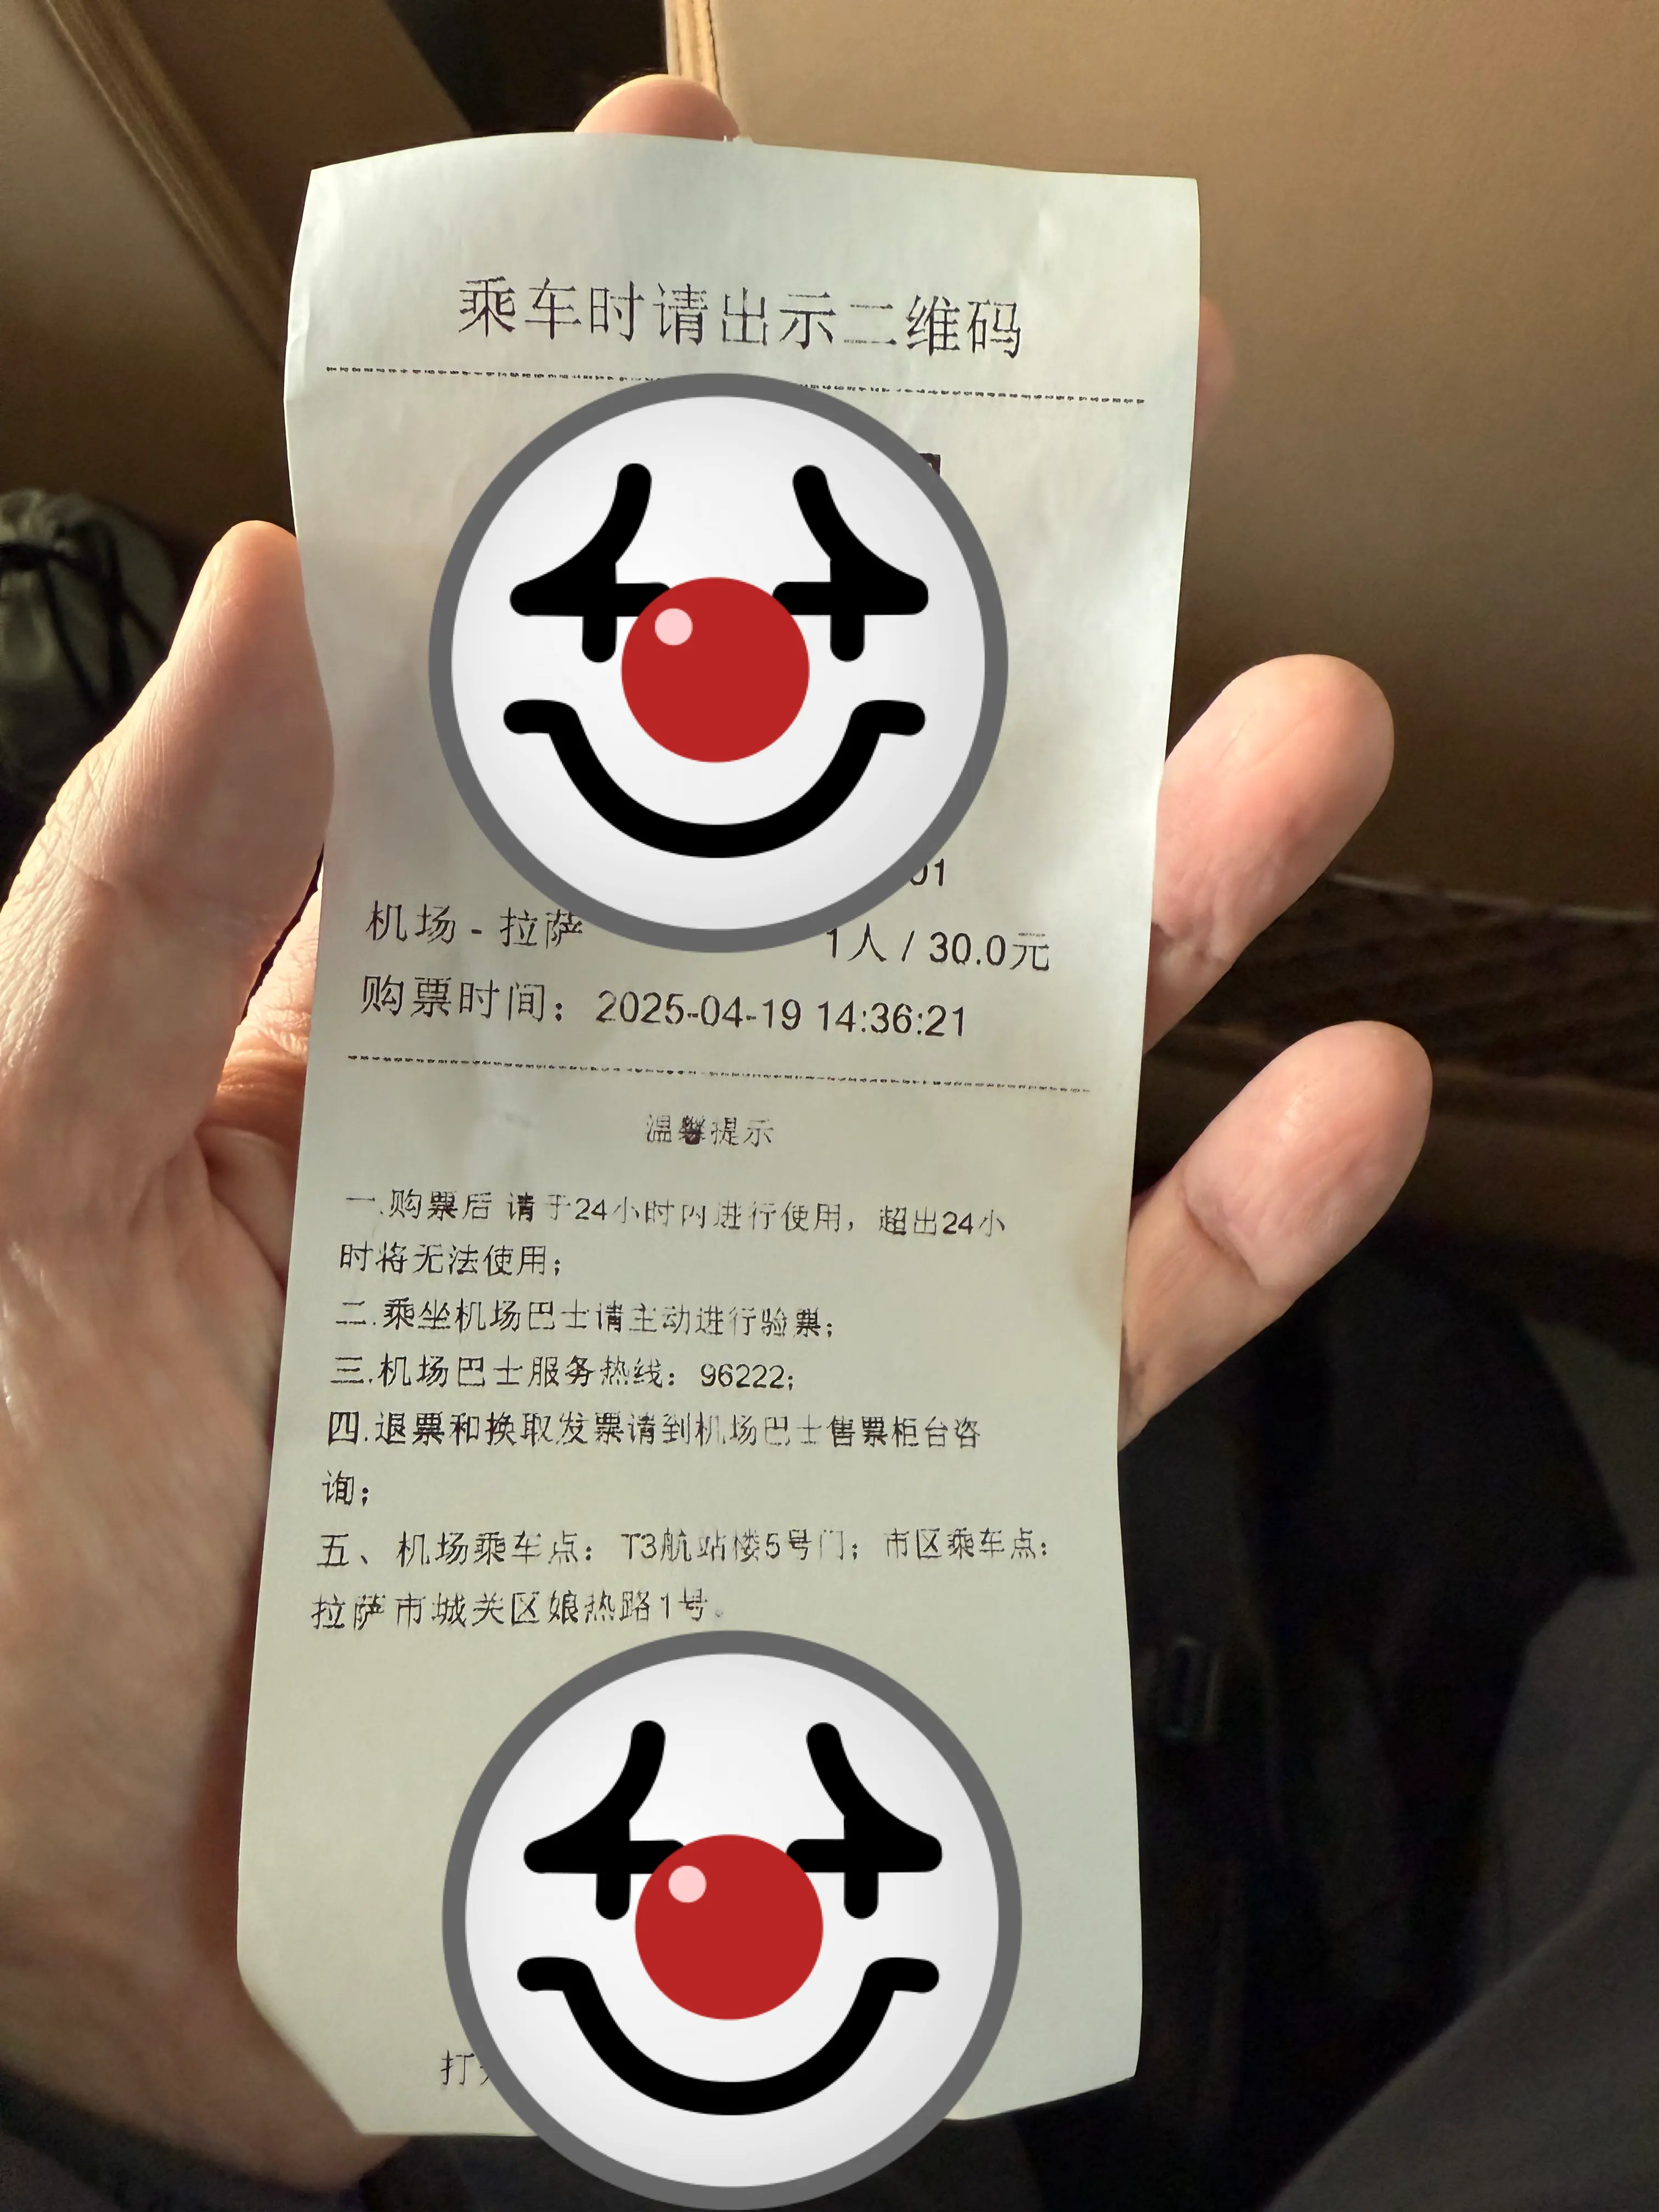 乘车时请出示二维码
01
机场 - 拉萨
1人 / 30.0元
购票时间：2025-04-19 14:36:21
温馨提示
一.购票后 请于24小时内进行使用，超出24小
时将无法使用；
二.乘坐机场巴士请主动进行验票；
三.机场巴士服务热线：96222；
四.退票和换取发票请到机场巴士售票柜台咨
询；
五、机场乘车点：T3航站楼5号门；市区乘车点：
拉萨市城关区娘热路1号。
打